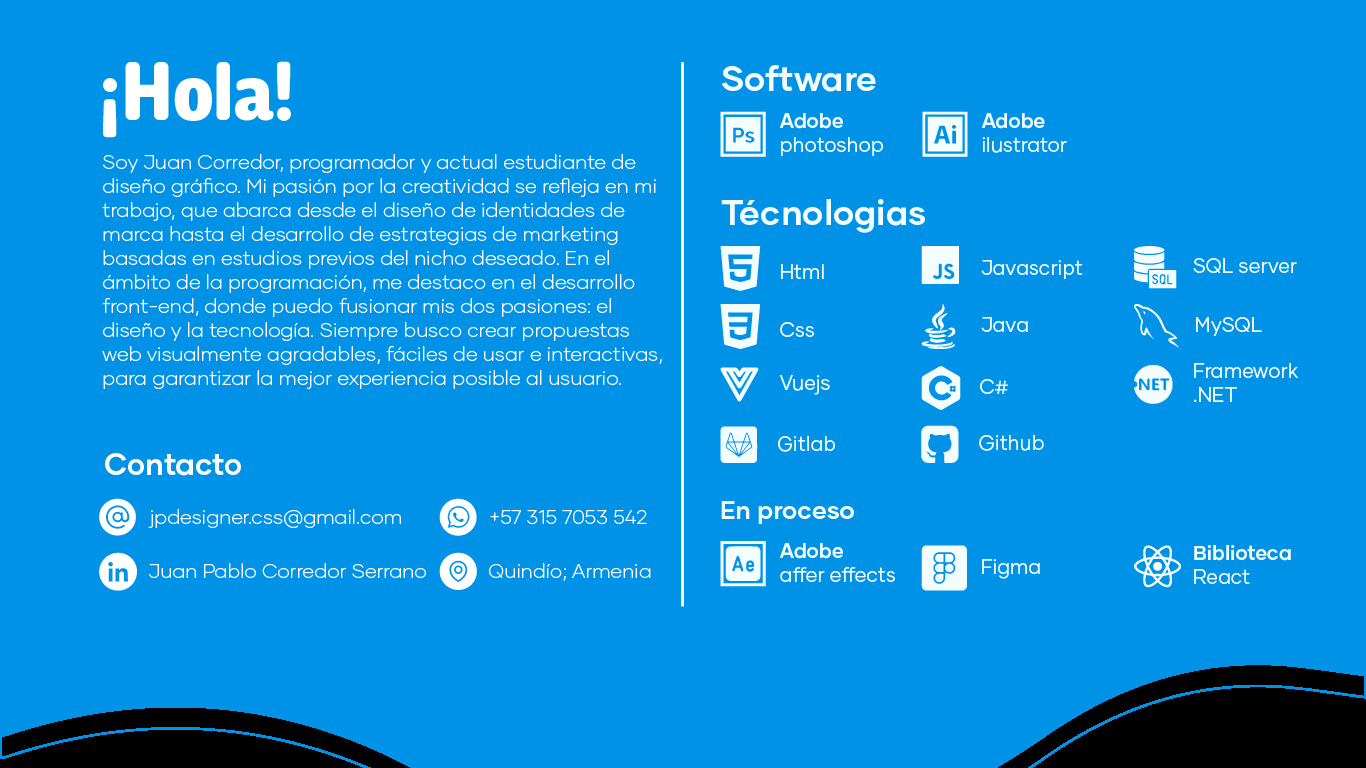 ¡Hola!
Soy Juan Corredor, programador y actual estudiante de
diseño gráfico. Mi pasión por la creatividad se refleja en mi
trabajo, que abarca desde el diseño de identidades de
marca hasta el desarrollo de estrategias de marketing
basadas en estudios previos del nicho deseado. En el
ámbito de la programación, me destaco en el desarrollo
front-end, donde puedo fusionar mis dos pasiones: el
diseño y la tecnología. Siempre busco crear propuestas
web visualmente agradables, fáciles de usar e interactivas,
para garantizar la mejor experiencia posible al usuario.
Contacto
@ jpdesigner.css@gmail.com
+57 315 7053 542
in Juan Pablo Corredor Serrano
Quindío; Armenia
Software
Ps
Adobe
photoshop
Ai
Adobe
ilustrator
Técnologias
5 Html
JS Javascript
SQL SQL server
3 Css
Java
MySQL
Vuejs
C# C#
.NET
Framework
.NET
Gitlab
Github
En proceso
Ae
Adobe
affer effects
Figma
Biblioteca
React